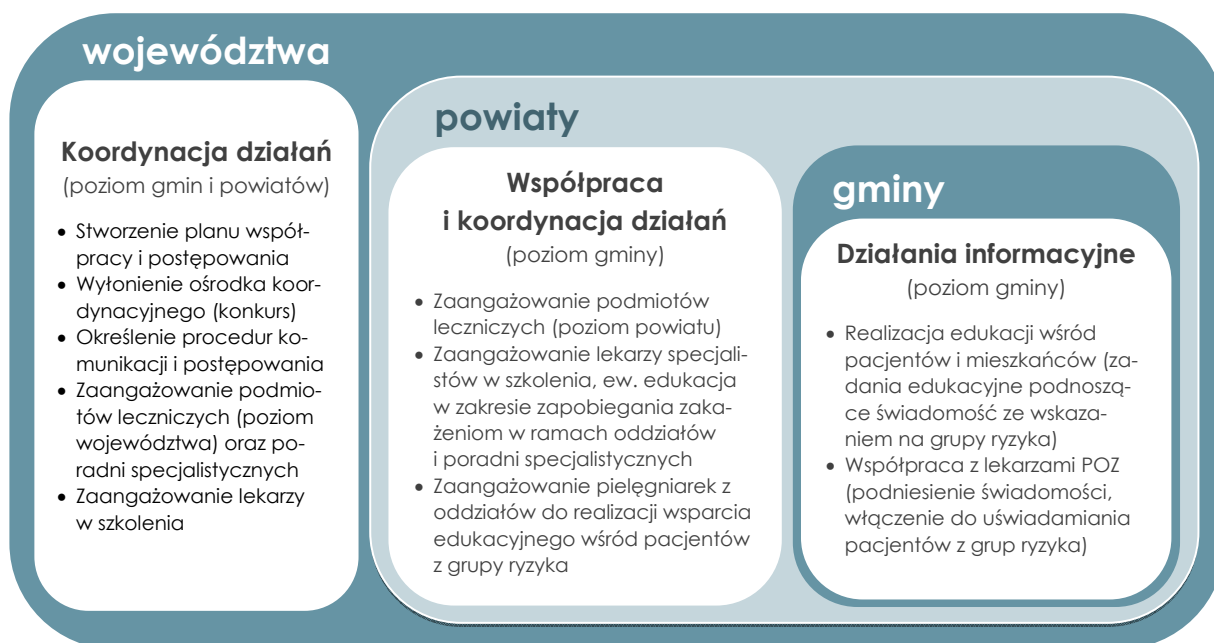 województwa
Koordynacja działań
(poziom gmin i powiatów)
• Stworzenie planu współ-
pracy i postępowania
• Wyłonienie ośrodka koor-
dynacyjnego (konkurs)
• Określenie procedur ko-
munikacji i postępowania
• Zaangażowanie podmio-
tów leczniczych (poziom
województwa) oraz po-
radni specjalistycznych
• Zaangażowanie lekarzy
w szkolenia
powiaty
Współpraca
i koordynacja działań
(poziom gminy)
• Zaangażowanie podmiotów
leczniczych (poziom powiatu)
• Zaangażowanie lekarzy specjali-
stów w szkolenia, ew. edukacja
w zakresie zapobiegania zaka-
żeniom w ramach oddziałów
i poradni specjalistycznych
• Zaangażowanie pielęgniarek z
oddziałów do realizacji wsparcia
edukacyjnego wśród pacjentów
z grupy ryzyka
gminy
Działania informacyjne
(poziom gminy)
• Realizacja edukacji wśród
pacjentów i mieszkańców (za-
dania edukacyjne podnoszą-
ce świadomość ze wskaza-
niem na grupy ryzyka)
• Współpraca z lekarzami POZ
(podniesienie świadomości,
włączenie do uświadamiania
pacjentów z grup ryzyka)